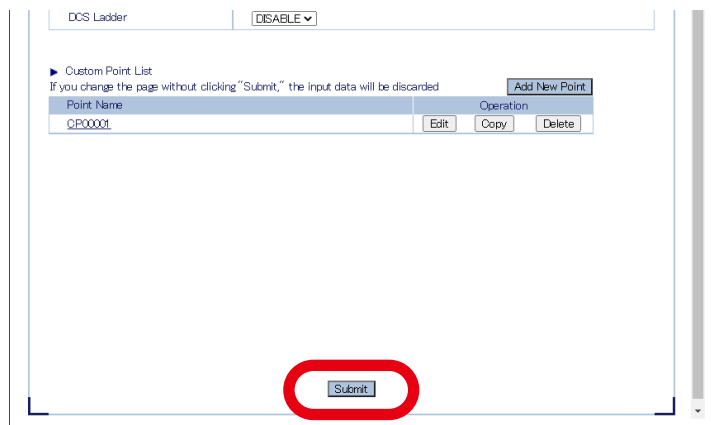 DCS Ladder DISABLE
Custom Point List
If you change the page without clicking "Submit," the input data will be discarded Add New Point
Point Name Operation
CP00001 Edit Copy Delete
Submit